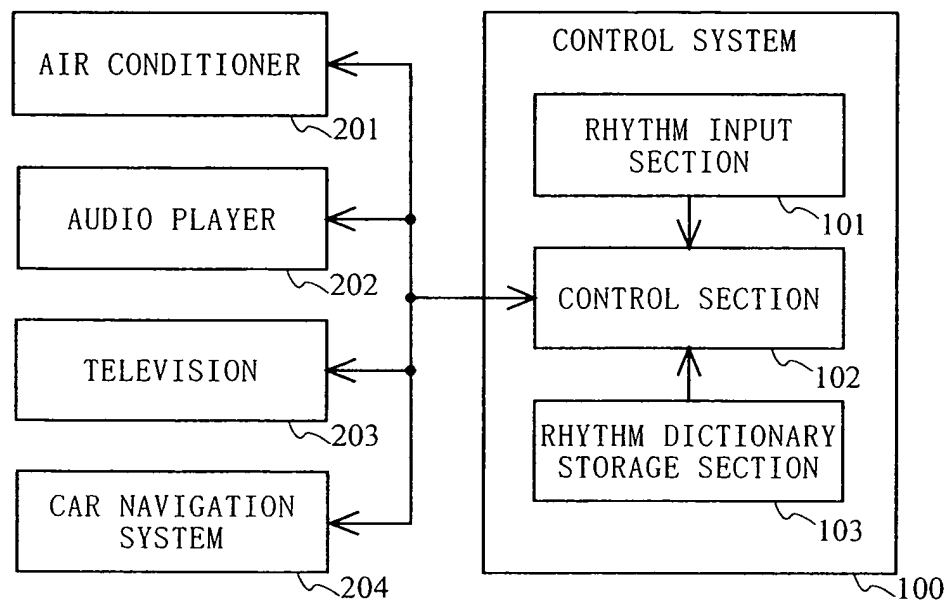 AIR CONDITIONER
201
AUDIO PLAYER
202
TELEVISION
203
CAR NAVIGATION
SYSTEM
204
CONTROL SYSTEM
RHYTHM INPUT
SECTION
101
CONTROL SECTION
102
RHYTHM DICTIONARY
STORAGE SECTION
103
100